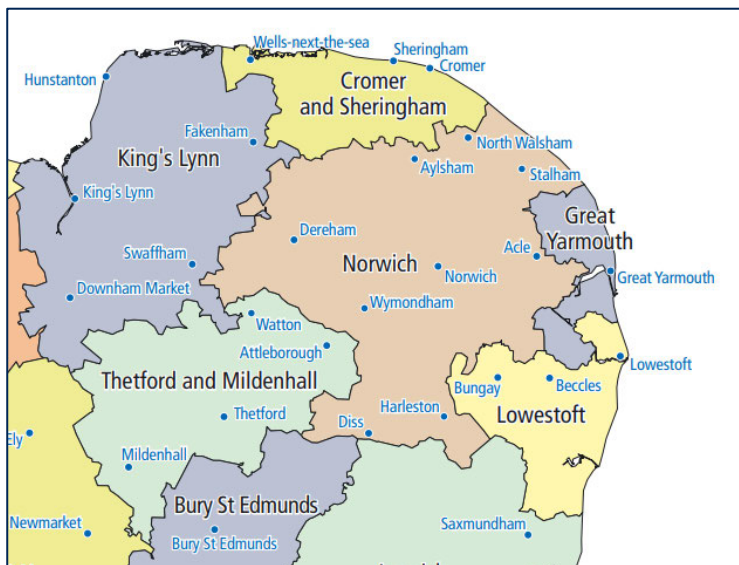 Wells-next-the-sea
Sheringham
Cromer
Hunstanton
Cromer
and Sheringham
Fakenham
North Walsham
King's Lynn
Aylsham
Stalham
King's Lynn
Great
Yarmouth
Dereham
Acle
Swaffham
Norwich
Norwich
Great Yarmouth
Downham Market
Wymondham
Watton
Attleborough
Lowestoft
Thetford and Mildenhall
Bungay
Beccles
Thetford
Harleston
Lowestoft
Diss
Ely
Mildenhall
Bury St Edmunds
Newmarket
Saxmundham
Bury St Edmunds